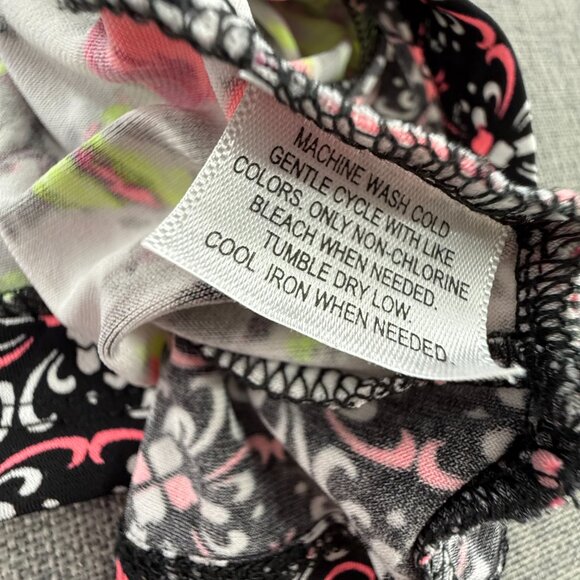 MACHINE WASH COLD
GENTLE CYCLE WITH LIKE
COLORS, ONLY NON-CHLORINE
BLEACH WHEN NEEDED
TUMBLE DRY LOW.
COOL IRON WHEN NEEDED.